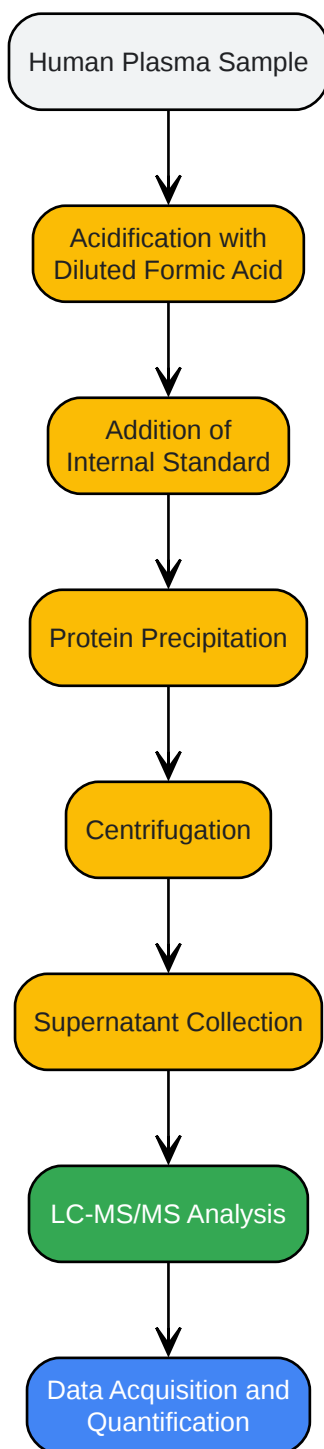 Human Plasma Sample
Acidification with
Diluted Formic Acid
Addition of
Internal Standard
Protein Precipitation
Centrifugation
Supernatant Collection
LC-MS/MS Analysis
Data Acquisition and
Quantification